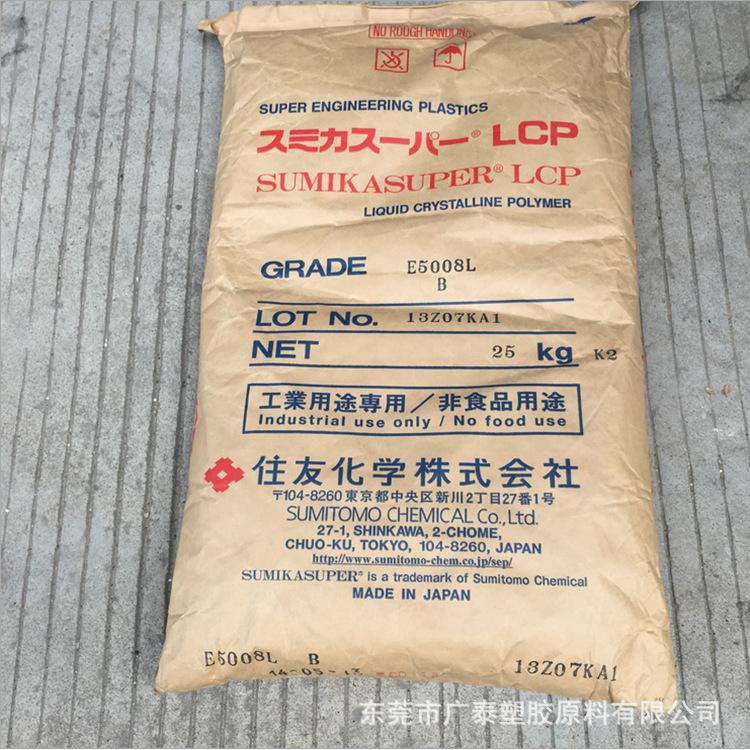 NO ROUGH HANDLING
SUPER ENGINEERING PLASTICS
スミカスーパー® LCP
SUMIKASUPER® LCP
LIQUID CRYSTALLINE POLYMER
GRADE E5008L
B
LOT No. 13Z07KA1
NET 25 kg K2
工業用途専用／非食品用途
Industrial use only / No food use
住友化学株式会社
〒104-8260 東京都中央区新川2丁目27番1号
SUMITOMO CHEMICAL Co., Ltd.
27-1, SHINKAWA, 2-CHOME,
CHUO-KU, TOKYO, 104-8260, JAPAN
http://www.sumitomo-chem.co.jp/sep/
SUMIKASUPER® is a trademark of Sumitomo Chemical
MADE IN JAPAN
E5008L B 13Z07KA1
东莞市广泰塑胶原料有限公司